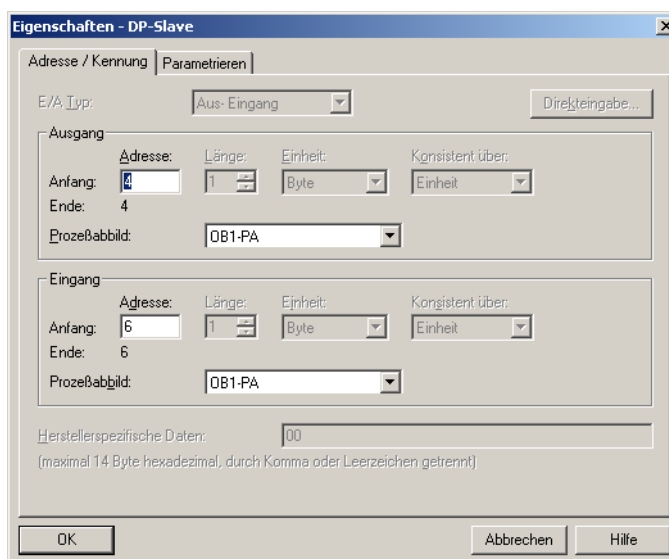 Eigenschaften - DP-Slave
Adresse / Kennung Parametrieren
E/A Typ: Aus- Eingang Direkteingabe...
Ausgang
Adresse: Länge: Einheit: Konsistent über:
Anfang: 4 1 Byte Einheit
Ende: 4
Prozeßabbild: OB1-PA
Eingang
Adresse: Länge: Einheit: Konsistent über:
Anfang: 6 1 Byte Einheit
Ende: 6
Prozeßabbild: OB1-PA
Herstellerspezifische Daten: 00
(maximal 14 Byte hexadezimal, durch Komma oder Leerzeichen getrennt)
OK Abbrechen Hilfe